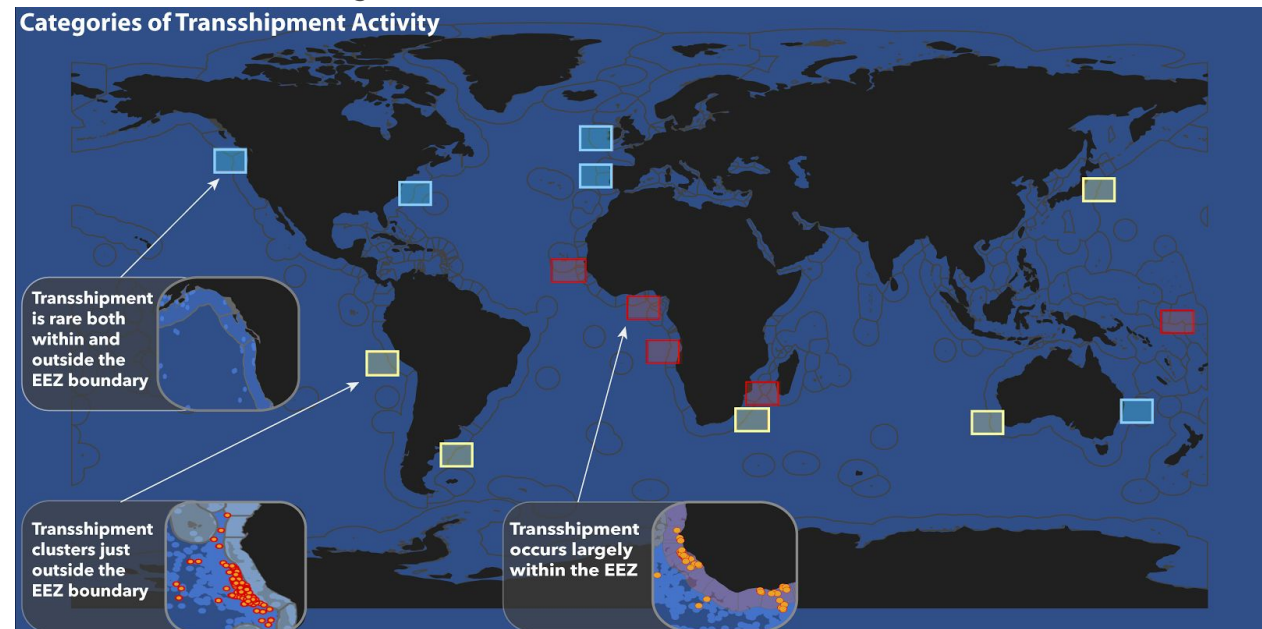 Categories of Transshipment Activity
Transshipment
is rare both
within and
outside the
EEZ boundary
Transshipment
clusters just
outside the
EEZ boundary
Transshipment
occurs largely
within the EEZ